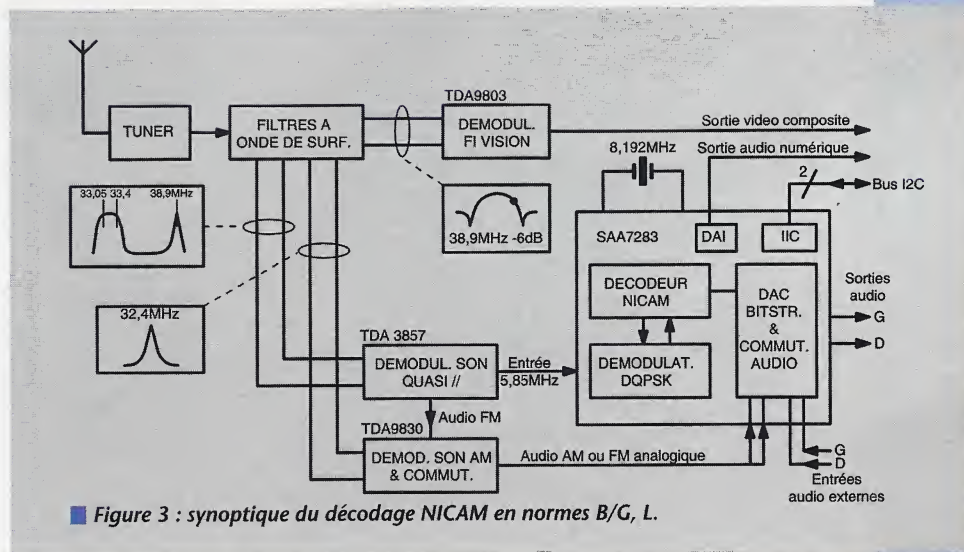 TDA9803
TUNER
FILTRES A
ONDE DE SURF.
DEMODUL.
FI VISION
Sortie video composite
Sortie audio numérique
8,192MHz
2
Bus I2C
33,05 33,4 38,9MHz
38,9MHz -6dB
SAA7283
DAI
IIC
32,4MHz
DECODEUR
NICAM
DAC
BITSTR.
&
COMMUT.
AUDIO
Sorties
audio
G
D
TDA 3857
DEMODUL. SON
QUASI //
Entrée
5,85MHz
DEMODULAT.
DQPSK
Audio FM
TDA9830
DEMOD. SON AM
& COMMUT.
Audio AM ou FM analogique
G
D
Entrées
audio externes
Figure 3 : synoptique du décodage NICAM en normes B/G, L.